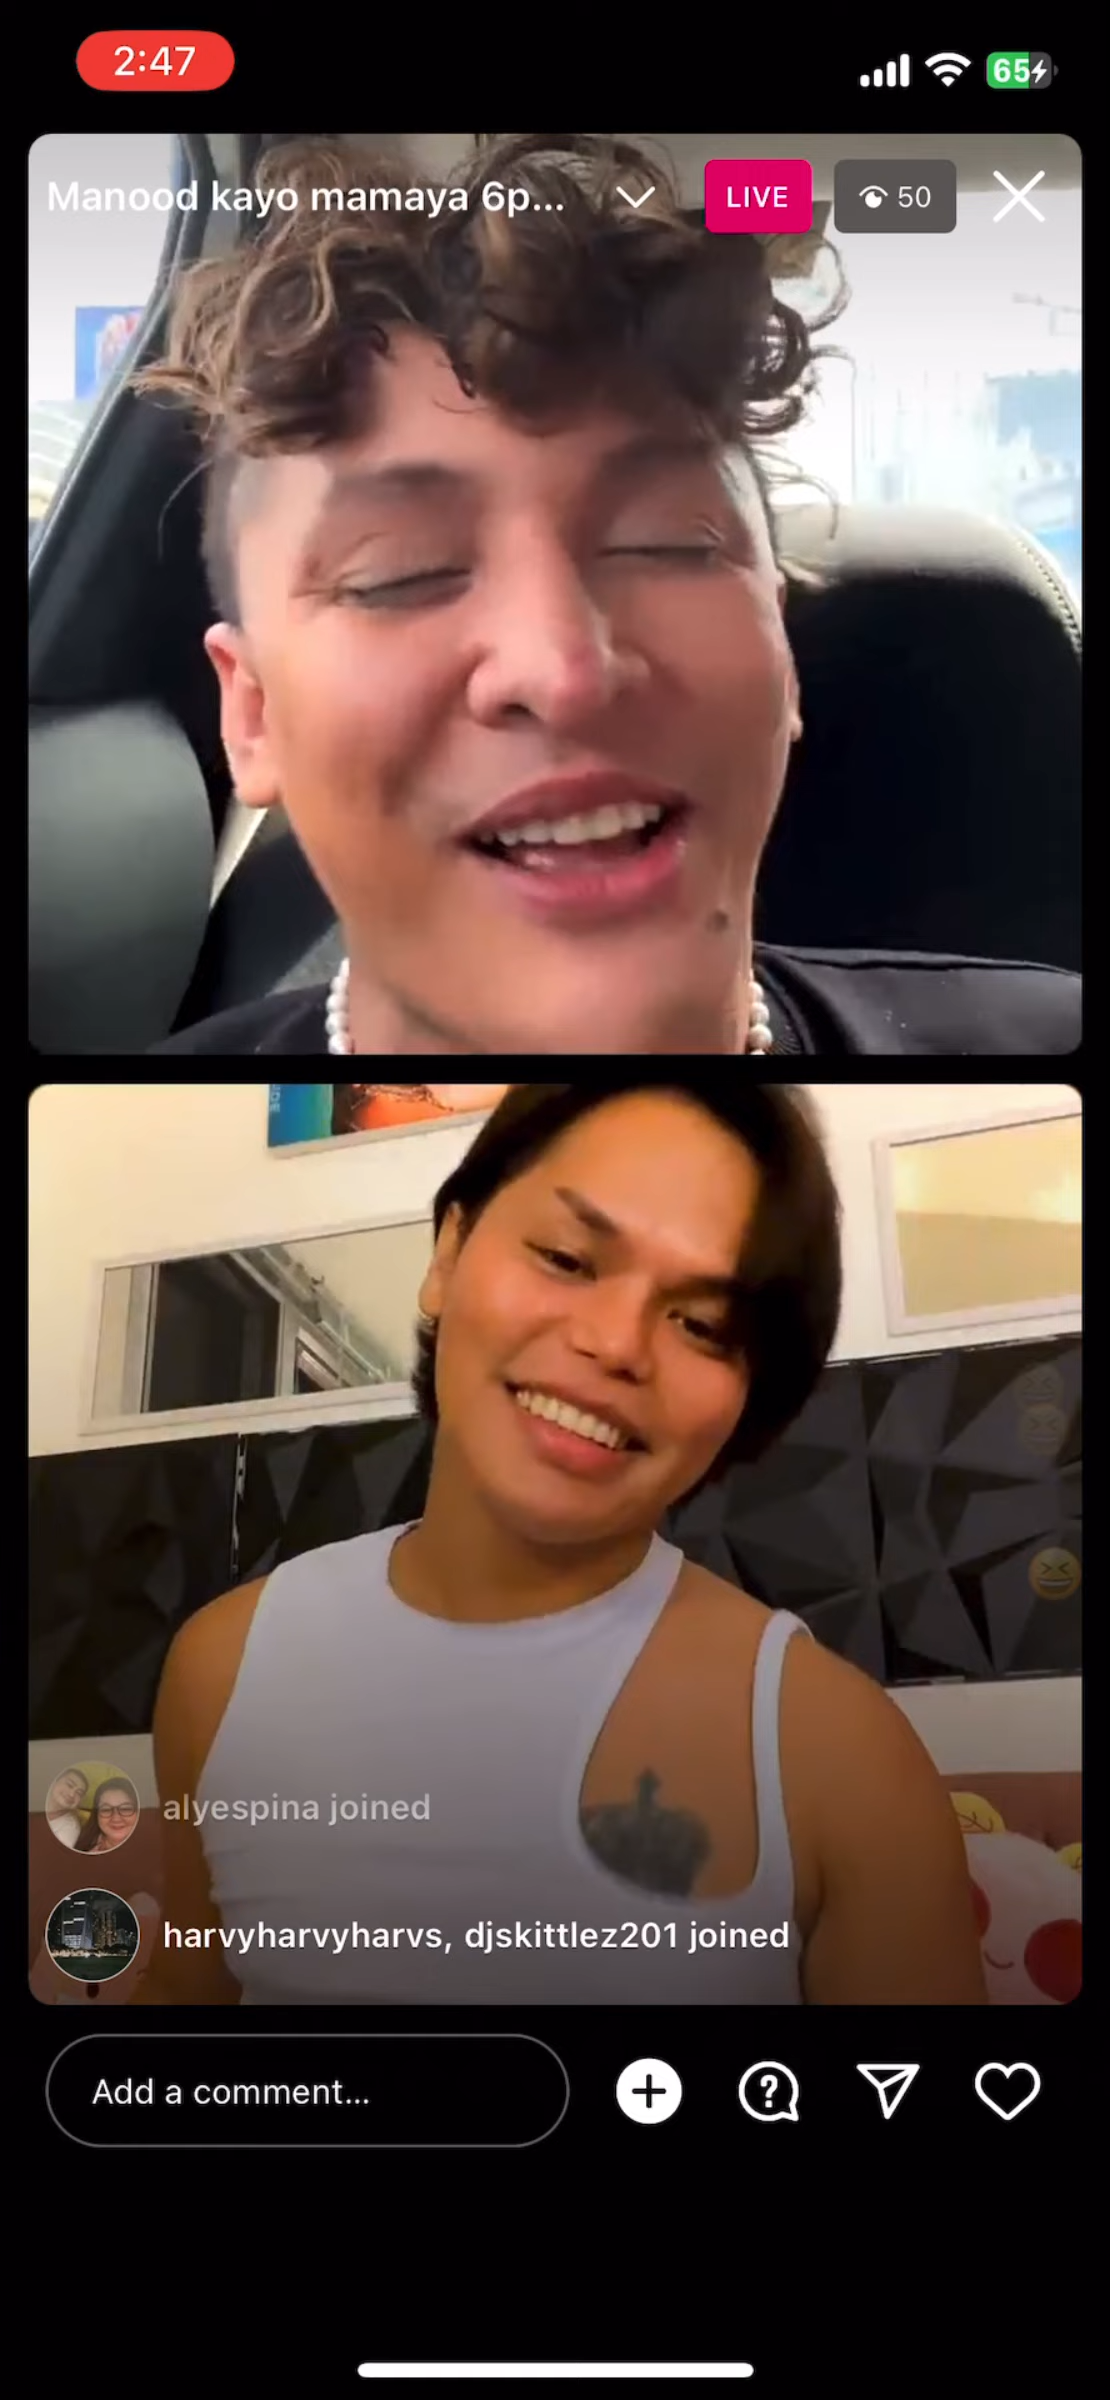 2:47
65
Manood kayo mamaya 6p...
LIVE
50
alyespina joined
harvyharvyharvs, djskittlez201 joined
Add a comment...